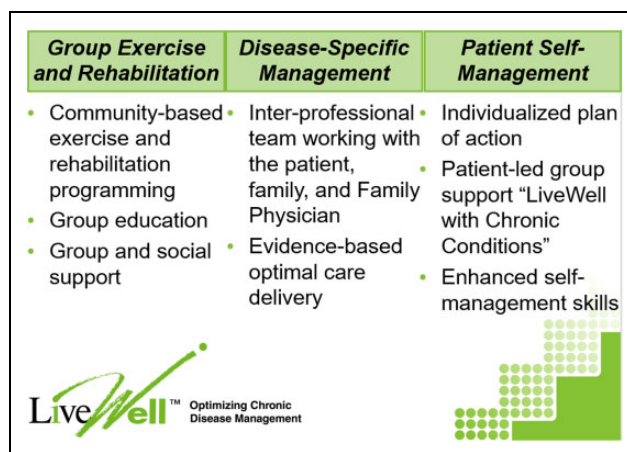 Group Exercise
and Rehabilitation
• Community-based
exercise and
rehabilitation
programming
• Group education
• Group and social
support
Disease-Specific
Management
• Inter-professional
team working with
the patient,
family, and Family
Physician
• Evidence-based
optimal care
delivery
Patient Self-
Management
• Individualized plan
of action
• Patient-led group
support “LiveWell
with Chronic
Conditions”
• Enhanced self-
management skills
LiveWell™
Optimizing Chronic
Disease Management